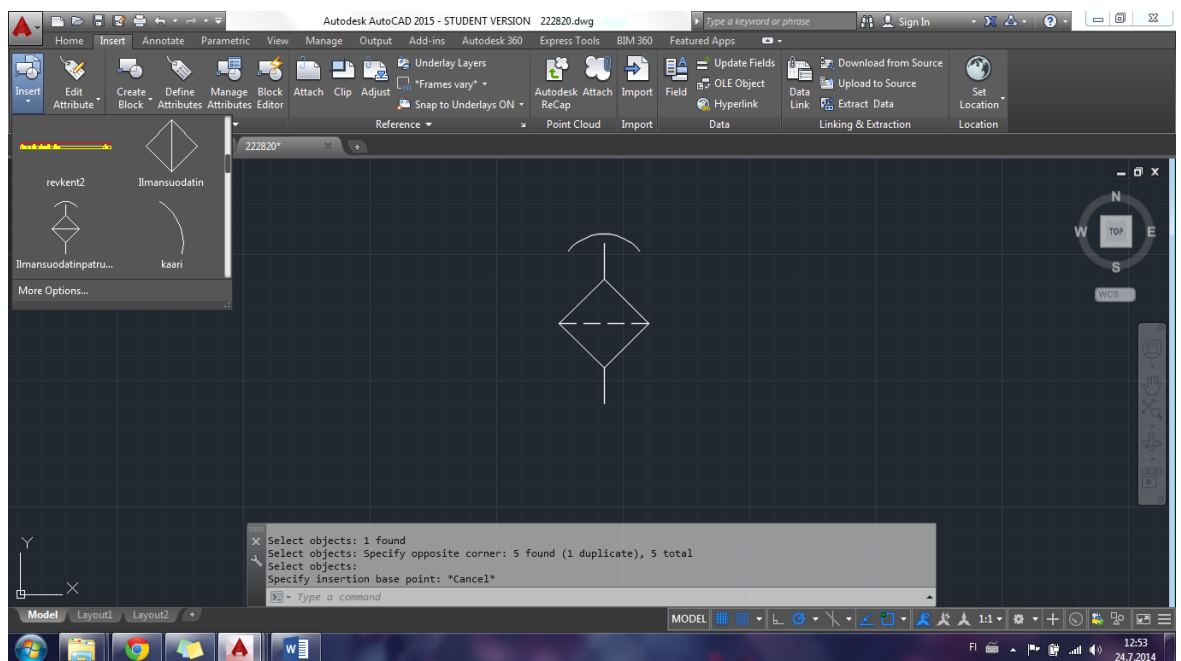 Autodesk AutoCAD 2015 - STUDENT VERSION 222820.dwg
Type a keyword or phrase
Sign In
Home Insert Annotate Parametric View Manage Output Add-ins Autodesk 360 Express Tools BIM 360 Featured Apps
Insert
Edit Attribute
Create Block
Define Attributes
Manage Attributes
Block Editor
Attach
Clip
Adjust
Underlay Layers
*Frames vary*
Snap to Underlays ON
Autodesk ReCap
Attach
Import
Field
Update Fields
OLE Object
Hyperlink
Data Link
Download from Source
Upload to Source
Extract Data
Set Location
Reference
Point Cloud
Import
Data
Linking & Extraction
Location
222820*
revkent2
Ilmansuodatin
Ilmansuodatinpatru...
kaari
More Options...
N
W
TOP
E
S
WCS
Select objects: 1 found
Select objects: Specify opposite corner: 5 found (1 duplicate), 5 total
Select objects:
Specify insertion base point: *Cancel*
Type a command
Y
X
Model Layout1 Layout2
MODEL
1:1
FI
12:53
24.7.2014